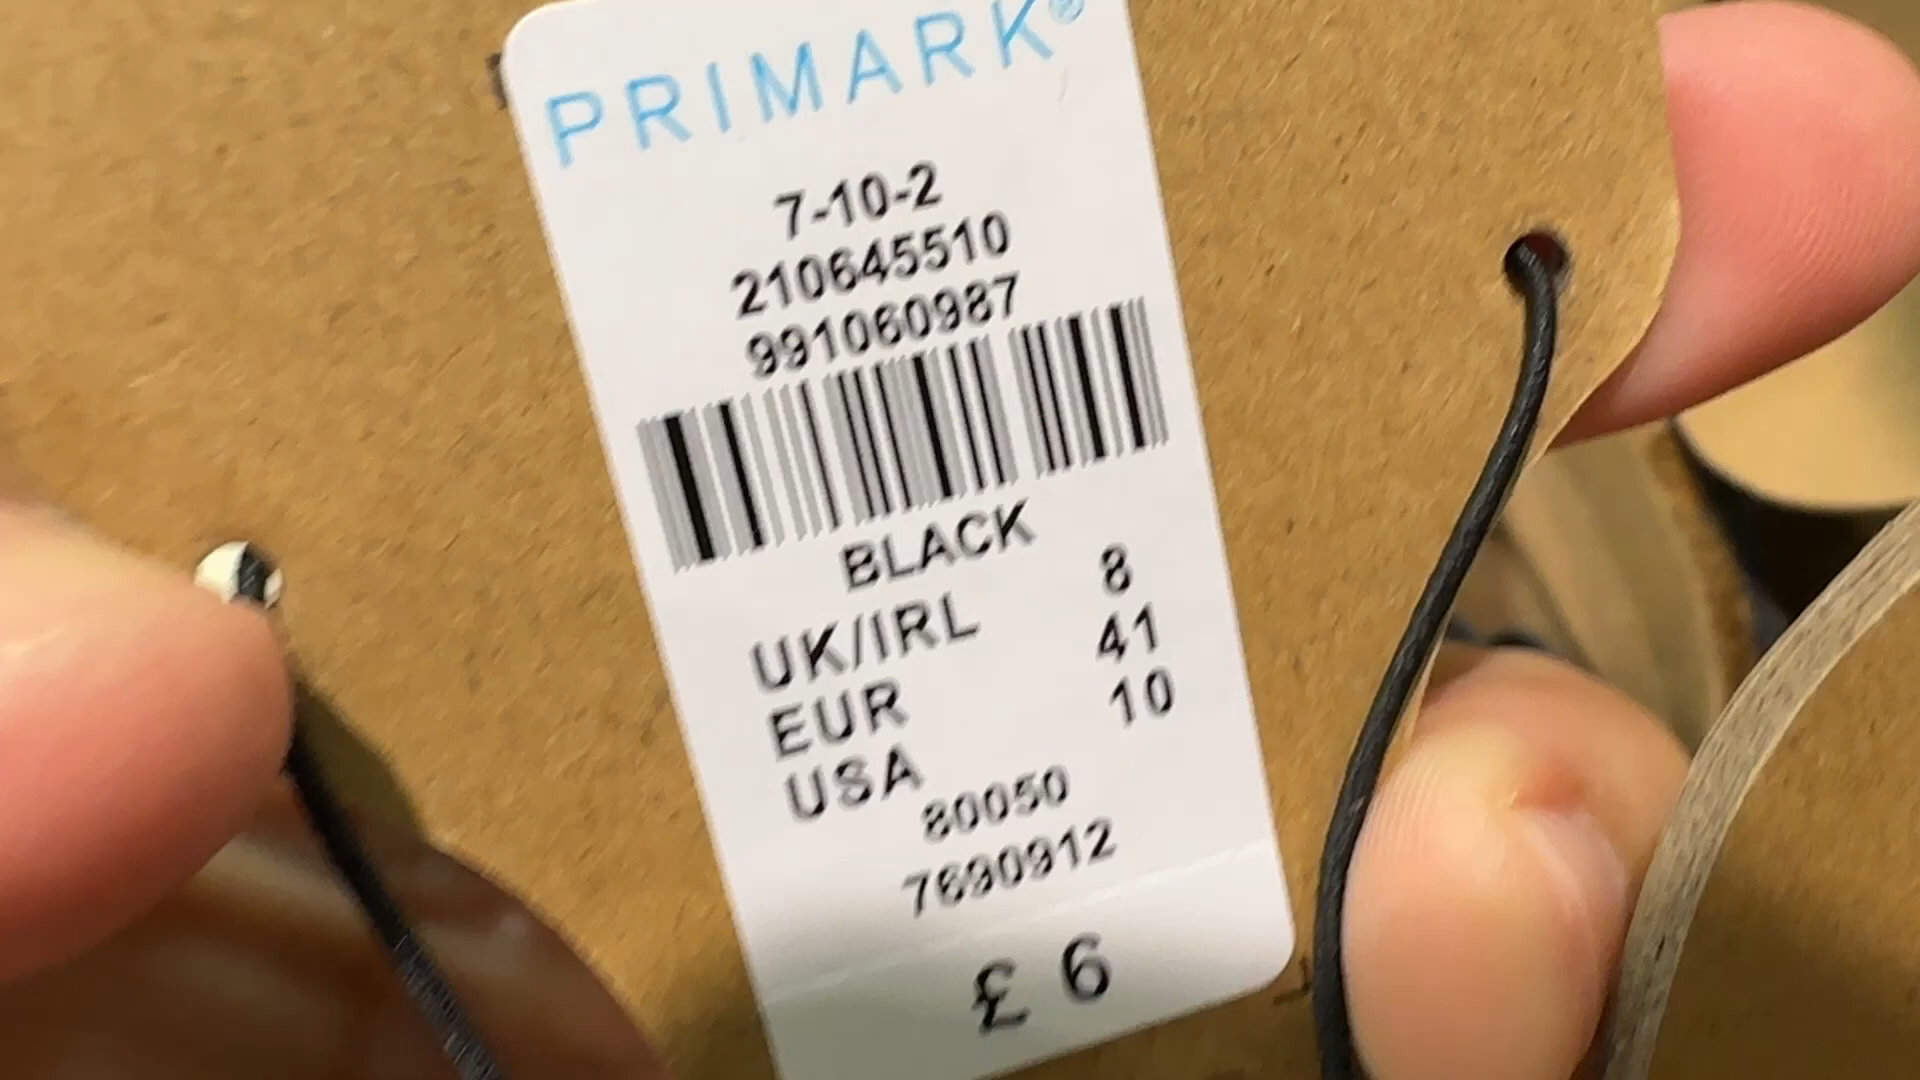 PRIMARK®
7-10-2
210645510
991060987
BLACK
UK/IRL 8
EUR 41
USA 10
80050
7690912
£ 6